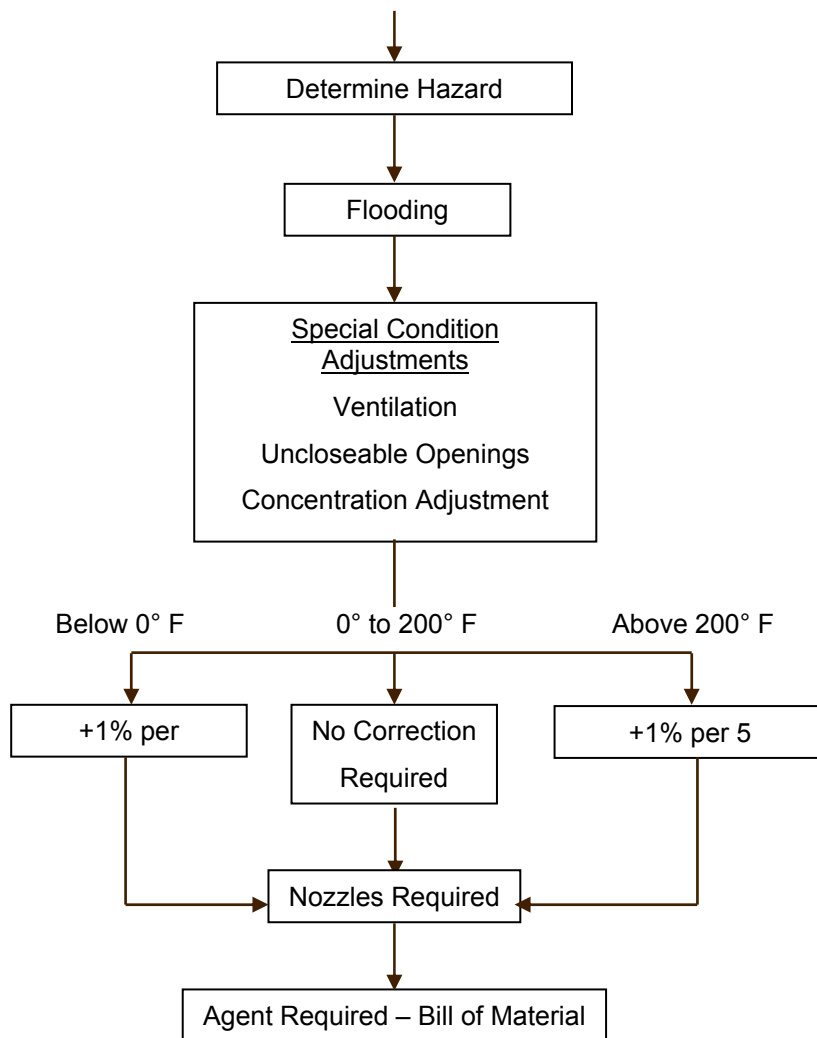 Determine Hazard
Flooding
Special Condition
Adjustments
Ventilation
Uncloseable Openings
Concentration Adjustment
Below 0° F
0° to 200° F
Above 200° F
+1% per
No Correction
Required
+1% per 5
Nozzles Required
Agent Required – Bill of Material